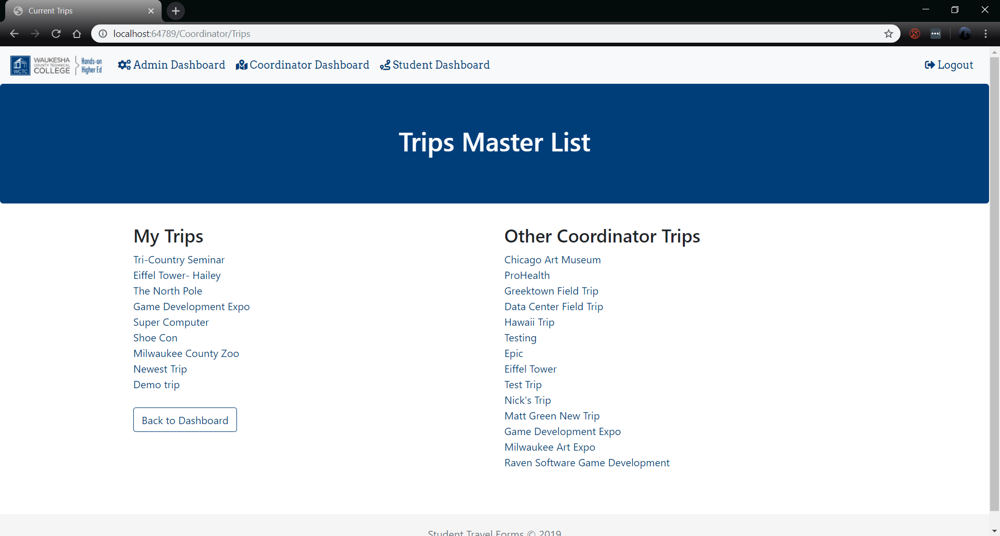 Current Trips
localhost:64789/Coordinator/Trips
WCTC
WAUKESHA
COUNTY TECHNICAL
COLLEGE
Hands-on
Higher Ed
Admin Dashboard
Coordinator Dashboard
Student Dashboard
Logout
Trips Master List
My Trips
Tri-Country Seminar
Eiffel Tower- Hailey
The North Pole
Game Development Expo
Super Computer
Shoe Con
Milwaukee County Zoo
Newest Trip
Demo trip
Back to Dashboard
Other Coordinator Trips
Chicago Art Museum
ProHealth
Greektown Field Trip
Data Center Field Trip
Hawaii Trip
Testing
Epic
Eiffel Tower
Test Trip
Nick's Trip
Matt Green New Trip
Game Development Expo
Milwaukee Art Expo
Raven Software Game Development
Student Travel Forms © 2019